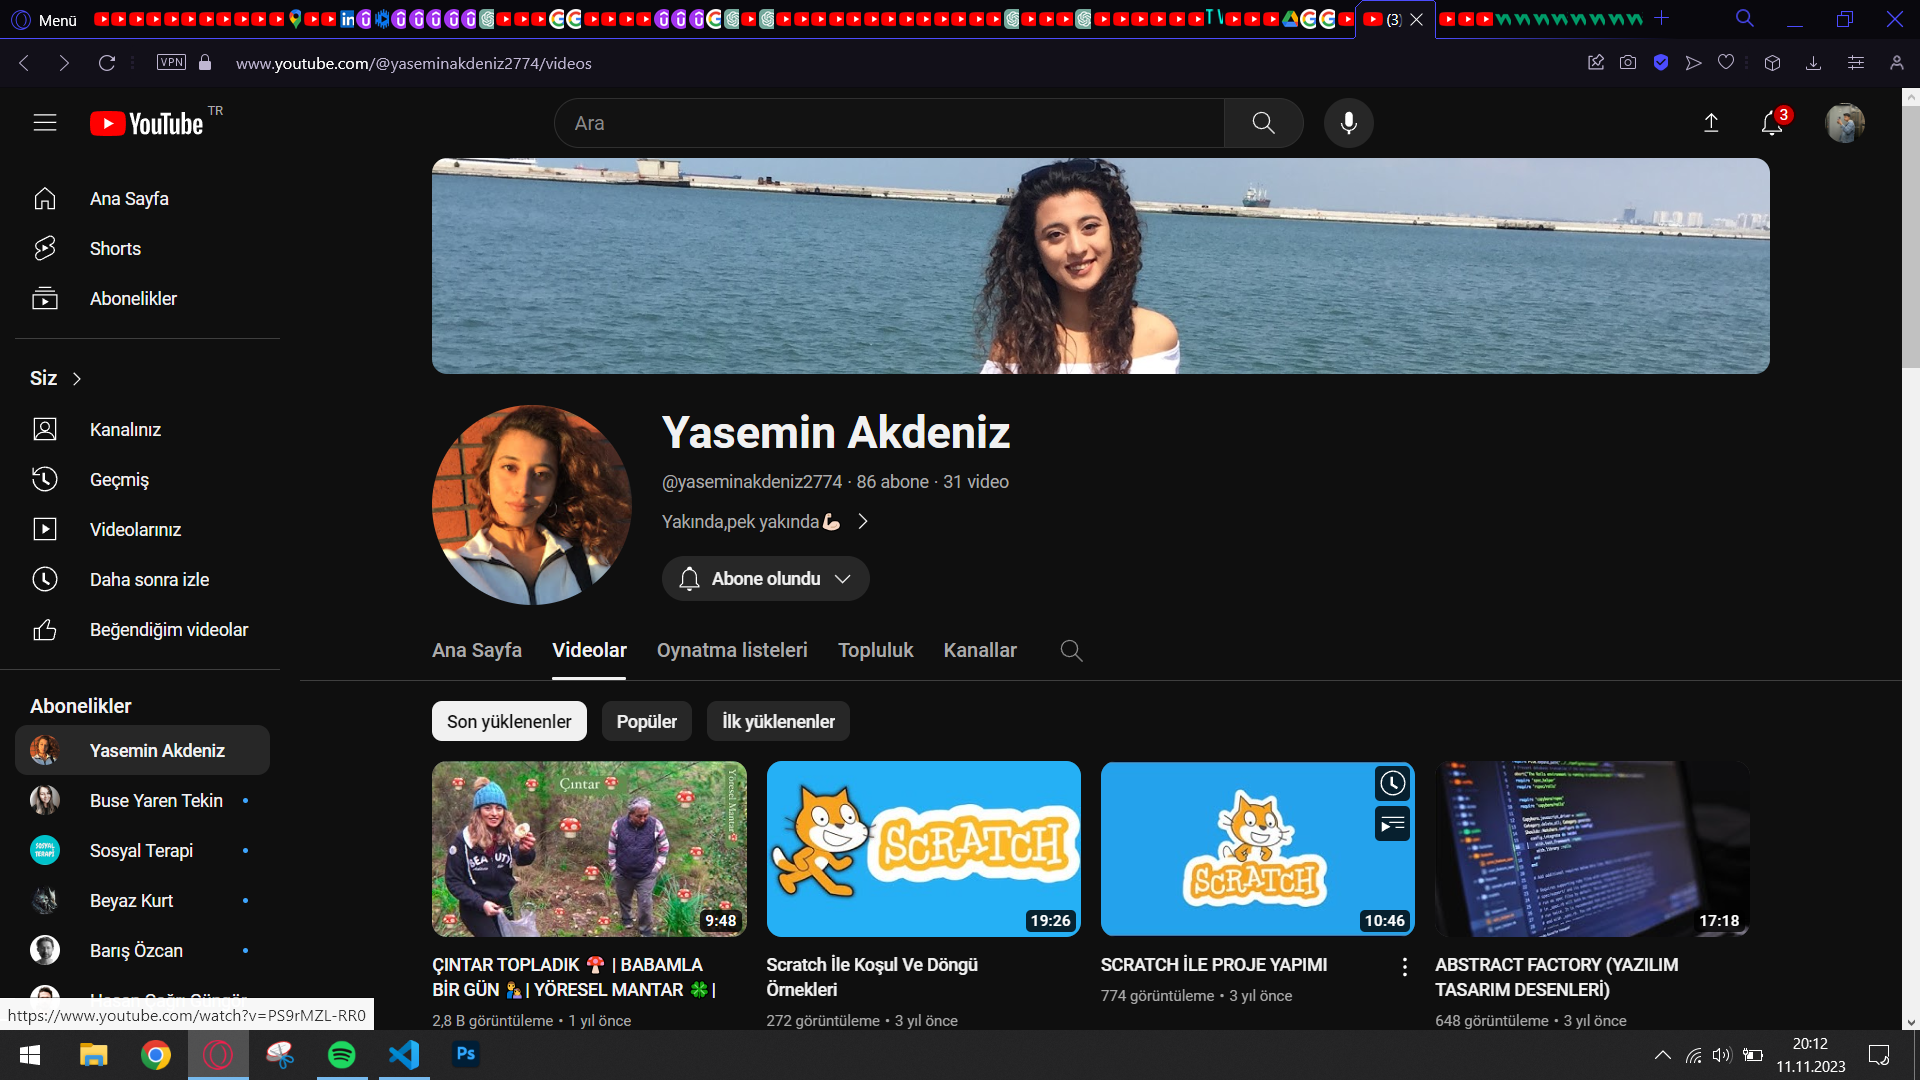 Menü
(3)
VPN
www.youtube.com/@yaseminakdeniz2774/videos
YouTube TR
Ara
3
Ana Sayfa
Shorts
Abonelikler
Siz
Kanalınız
Geçmiş
Videolarınız
Daha sonra izle
Beğendiğim videolar
Abonelikler
Yasemin Akdeniz
Buse Yaren Tekin
SOSYAL TERAPİ
Sosyal Terapi
Beyaz Kurt
Barış Özcan
https://www.youtube.com/watch?v=PS9rMZL-RR0
Yasemin Akdeniz
@yaseminakdeniz2774 · 86 abone · 31 video
Yakında,pek yakında💪🏻
Abone olundu
Ana Sayfa
Videolar
Oynatma listeleri
Topluluk
Kanallar
Son yüklenenler
Popüler
İlk yüklenenler
Çıntar
Yöresel Mantar
9:48
ÇINTAR TOPLADIK 🍄 | BABAMLA
BİR GÜN 👨‍👧 | YÖRESEL MANTAR 🍀 |
2,8 B görüntüleme • 1 yıl önce
SCRATCH
19:26
Scratch İle Koşul Ve Döngü
Örnekleri
272 görüntüleme • 3 yıl önce
SCRATCH
10:46
SCRATCH İLE PROJE YAPIMI
774 görüntüleme • 3 yıl önce
17:18
ABSTRACT FACTORY (YAZILIM
TASARIM DESENLERİ)
648 görüntüleme • 3 yıl önce
Ps
20:12
11.11.2023